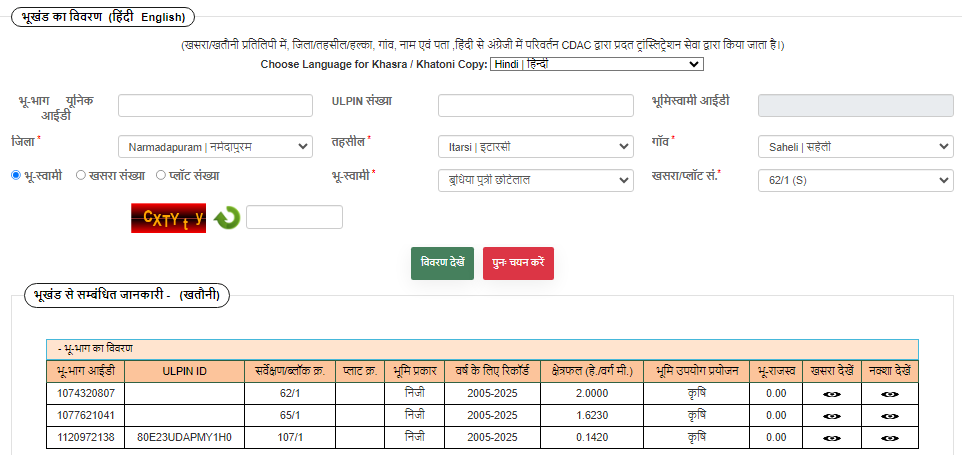 भूखंड का विवरण (हिंदी English)
(खसरा/खतौनी प्रतिलिपी में, जिला/तहसील/हल्का, गांव, नाम एवं पता ,हिंदी से अंग्रेजी में परिवर्तन CDAC द्वारा प्रदत ट्रांस्लिट्रेशन सेवा द्वारा किया जाता है।)
Choose Language for Khasra / Khatoni Copy: Hindi | हिन्दी
भू-भाग यूनिक आईडी ULPIN संख्या भूमिस्वामी आईडी
जिला * Narmadapuram | नर्मदापुरम तहसील * Itarsi | इटारसी गाॅव * Saheli | सहेली
भू-स्वामी खसरा संख्या प्लॉट संख्या भू-स्वामी * बुधिया पुत्री छोटेलाल खसरा/प्लॉट सं.* 62/1 (S)
CXTYty
विवरण देखें पुनः चयन करें
भूखंड से सम्बंधित जानकारी - (खतौनी)
- भू-भाग का विवरण
भू-भाग आईडी ULPIN ID सर्वेक्षण/ब्लॉक क्र. प्लाट क्र. भूमि प्रकार वर्ष के लिए रिकॉर्ड क्षेत्रफल (हे./वर्ग मी.) भूमि उपयोग प्रयोजन भू-राजस्व खसरा देखें नक्शा देखें
1074320807 62/1 निजी 2005-2025 2.0000 कृषि 0.00
1077621041 65/1 निजी 2005-2025 1.6230 कृषि 0.00
1120972138 80E23UDAPMY1H0 107/1 निजी 2005-2025 0.1420 कृषि 0.00